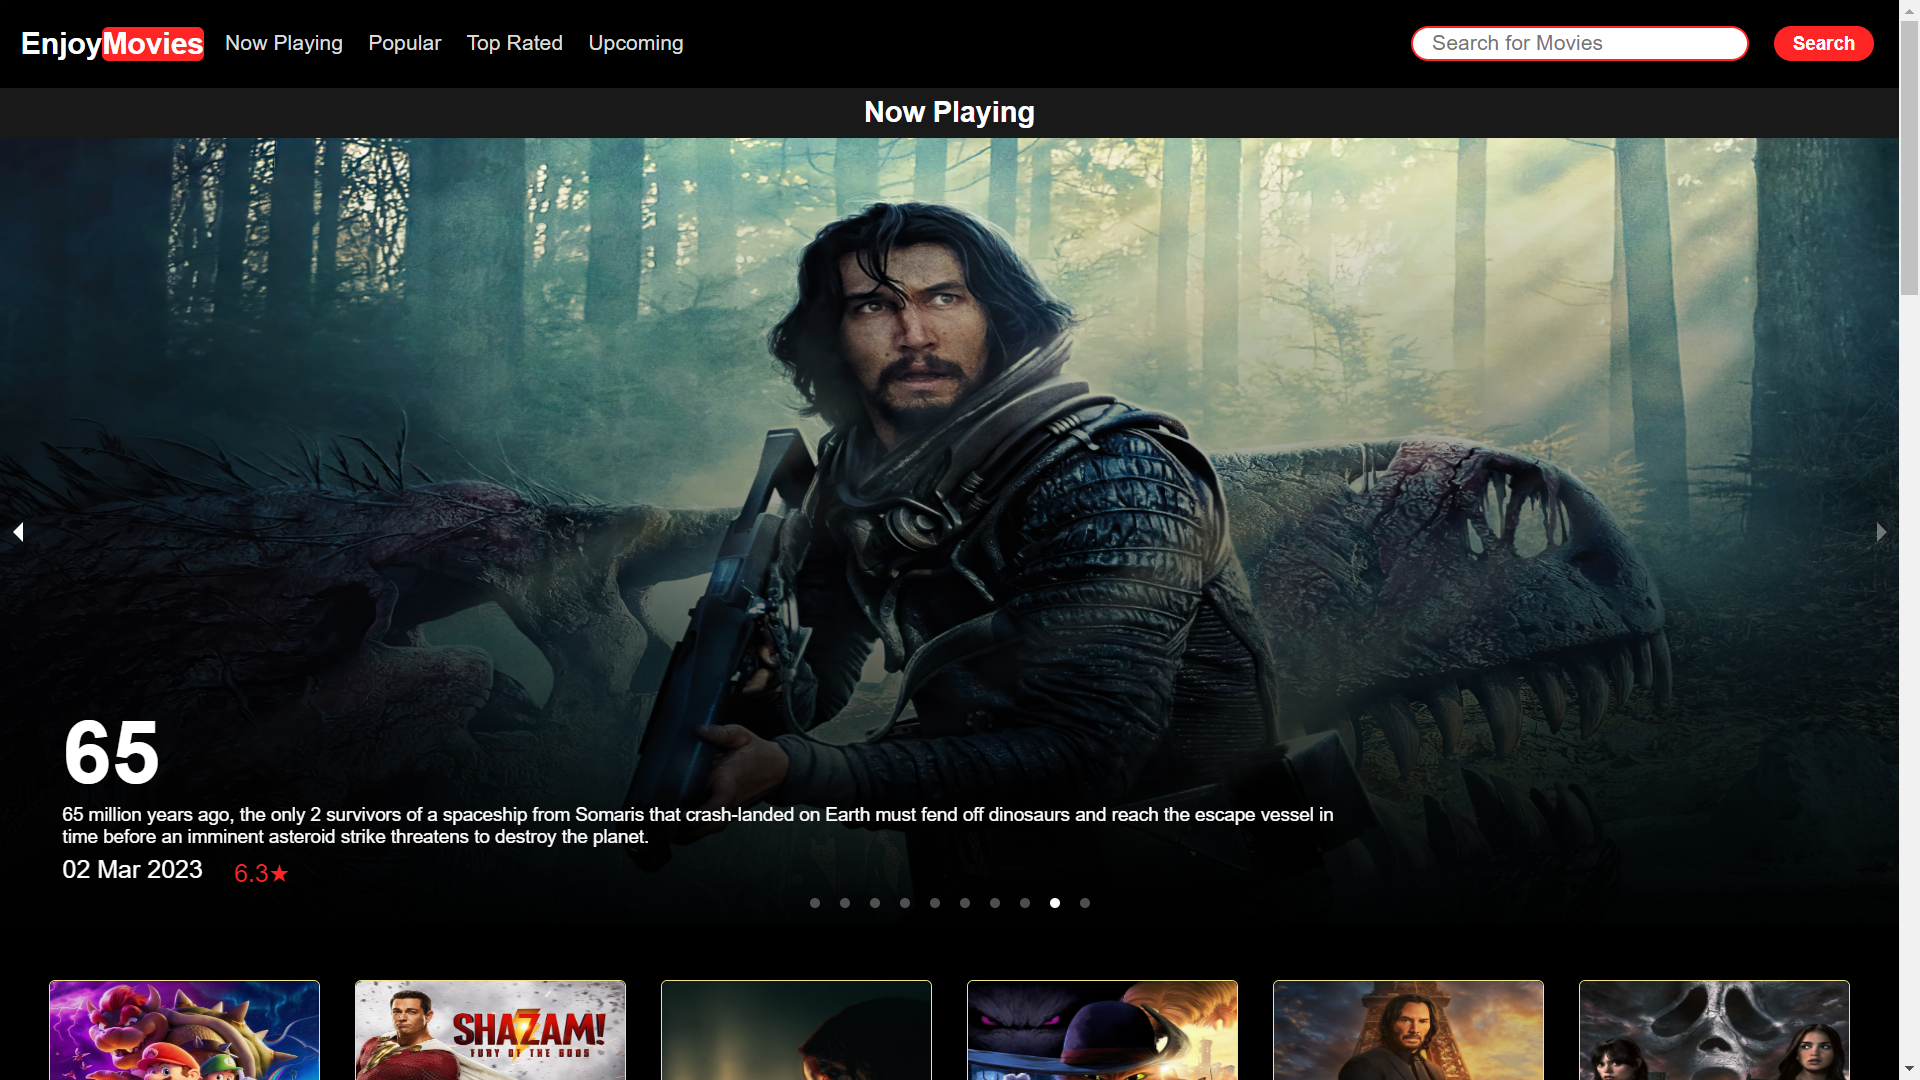 EnjoyMovies Now Playing Popular Top Rated Upcoming Search for Movies Search
Now Playing
65
65 million years ago, the only 2 survivors of a spaceship from Somaris that crash-landed on Earth must fend off dinosaurs and reach the escape vessel in
time before an imminent asteroid strike threatens to destroy the planet.
02 Mar 2023 6.3★
SHAZAM!
FURY OF THE GODS